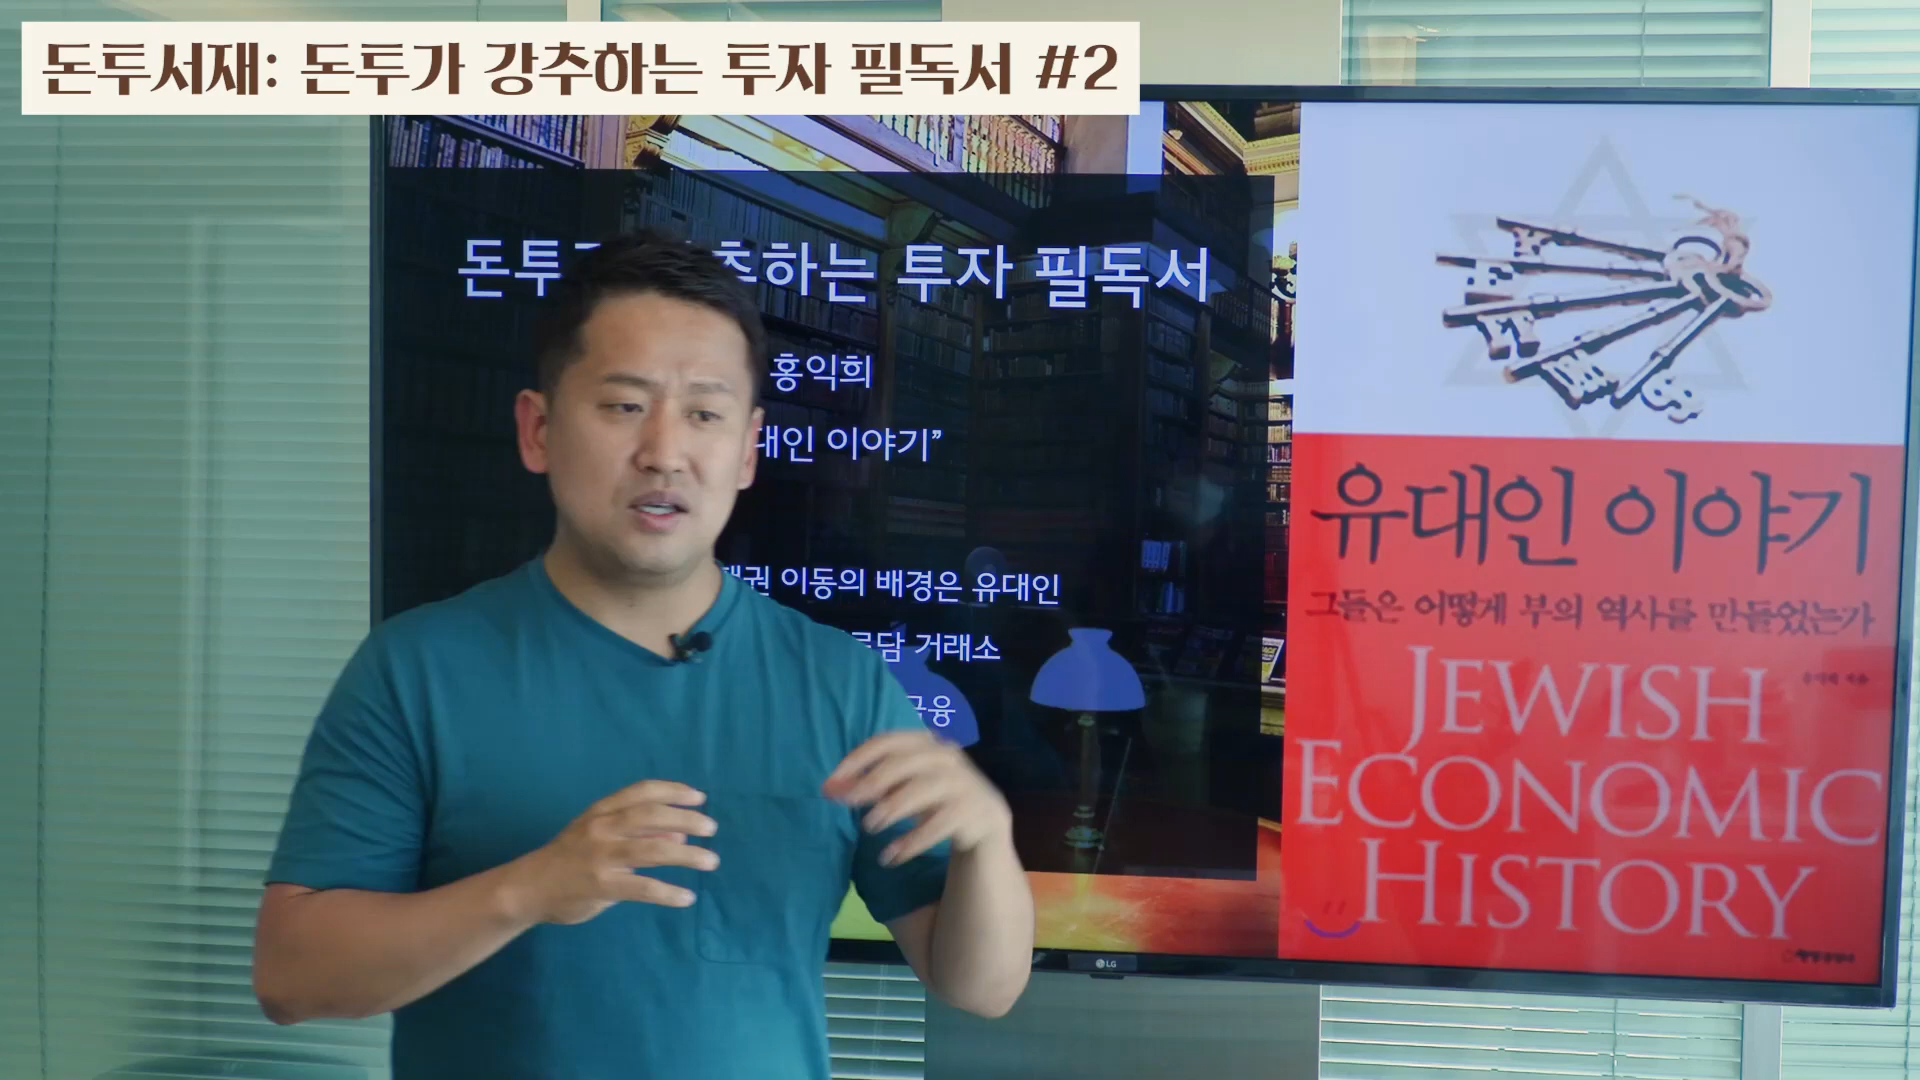 돈투서재: 돈투가 강추하는 투자 필독서 #2
돈투 추하는 투자 필독서
홍익희
대인 이야기”
권 이동의 배경은 유대인
담 거래소
금융
유대인 이야기
그들은 어떻게 부의 역사를 만들었는가
JEWISH
ECONOMIC
HISTORY
LG